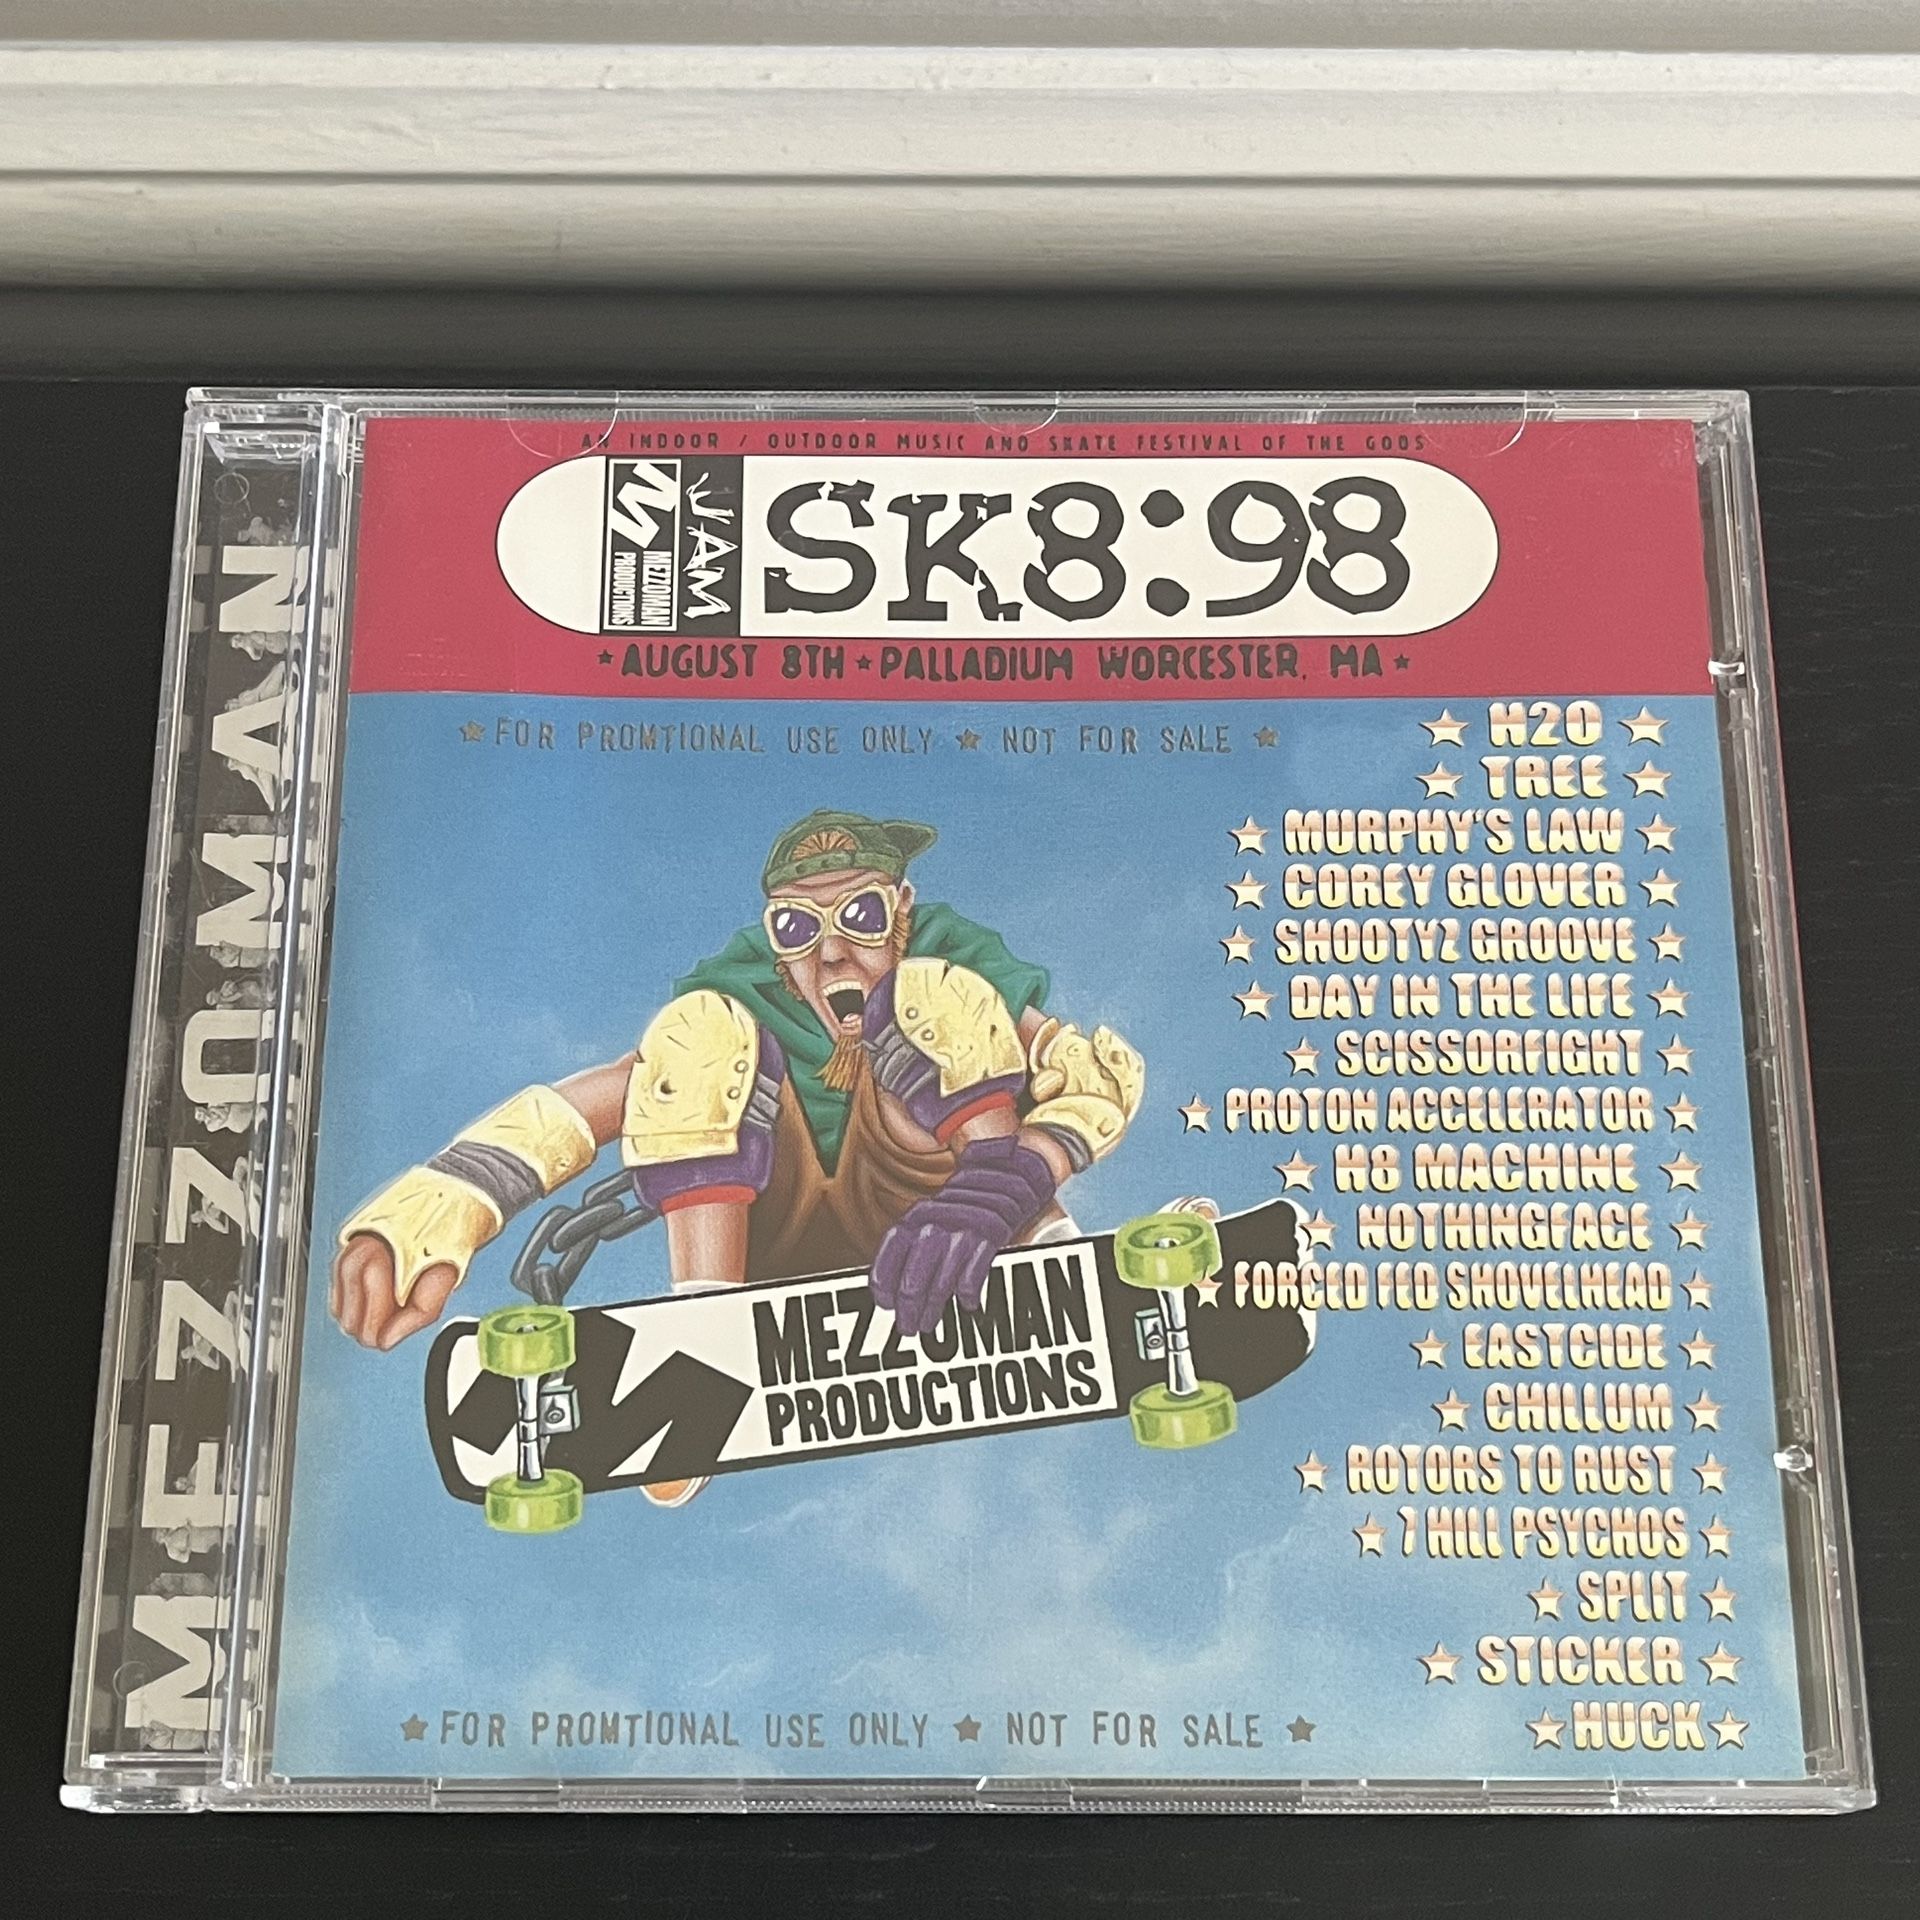 AN INDOOR / OUTDOOR MUSIC AND SKATE FESTIVAL OF THE GODS
MEZZOMAN
PRODUCTIONS
JAM
SK8:98
★AUGUST 8TH★PALLADIUM WORCESTER, MA★
★FOR PROMTIONAL USE ONLY ★ NOT FOR SALE ★
★ H2O ★
★ TREE ★
★ MURPHY'S LAW ★
★ COREY GLOVER ★
★ SHOOTYZ GROOVE ★
★ DAY IN THE LIFE ★
★ SCISSORFIGHT ★
★ PROTON ACCELERATOR ★
★ H8 MACHINE ★
★ NOTHINGFACE ★
★ FORCED FED SHOVELHEAD ★
★ EASTCIDE ★
★ CHILLUM ★
★ ROTORS TO RUST ★
★ 7 HILL PSYCHOS ★
★ SPLIT ★
★ STICKER ★
★HUCK★
MEZZOMAN
PRODUCTIONS
★FOR PROMTIONAL USE ONLY ★ NOT FOR SALE ★
MEZZOMAN